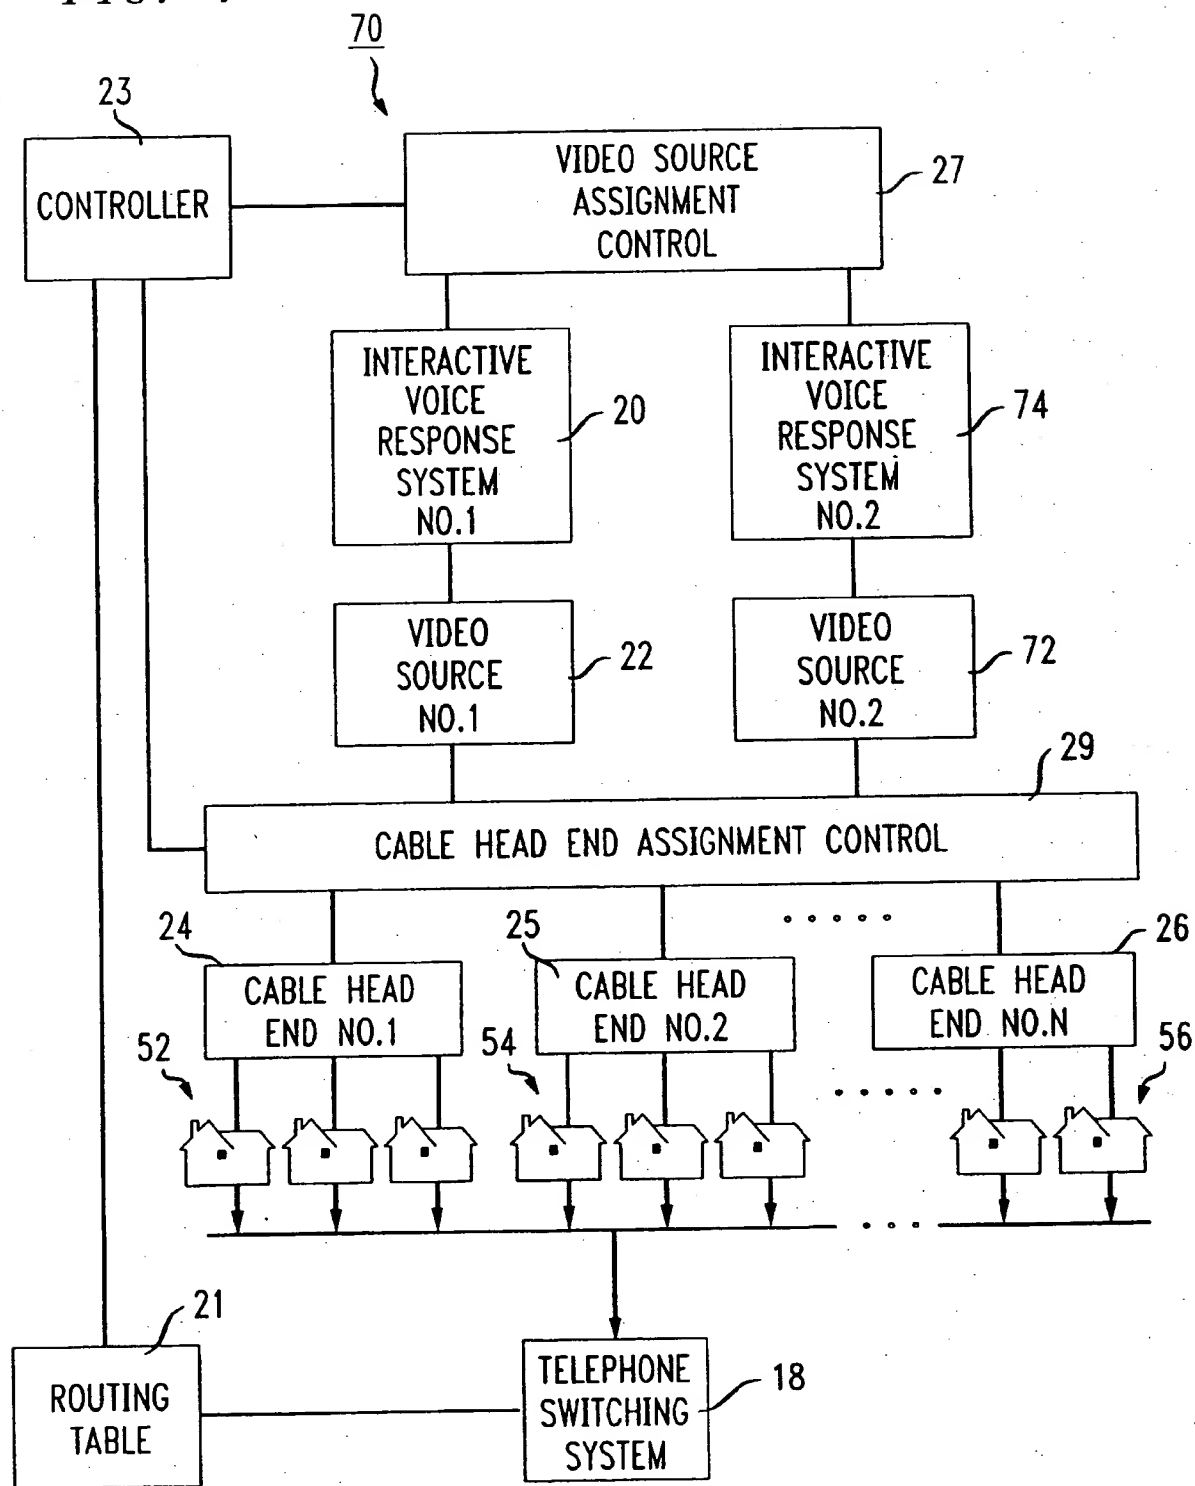 70
23
CONTROLLER
VIDEO SOURCE
ASSIGNMENT
CONTROL
27
INTERACTIVE
VOICE
RESPONSE
SYSTEM
NO.1
20
INTERACTIVE
VOICE
RESPONSE
SYSTEM
NO.2
74
VIDEO
SOURCE
NO.1
22
VIDEO
SOURCE
NO.2
72
29
CABLE HEAD END ASSIGNMENT CONTROL
24
CABLE HEAD
END NO.1
25
CABLE HEAD
END NO.2
26
CABLE HEAD
END NO.N
52
54
56
21
ROUTING
TABLE
TELEPHONE
SWITCHING
SYSTEM
18